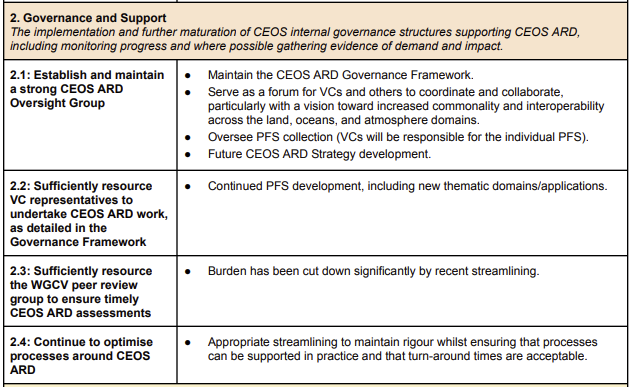 2. Governance and Support
The implementation and further maturation of CEOS internal governance structures supporting CEOS ARD,
including monitoring progress and where possible gathering evidence of demand and impact.
2.1: Establish and maintain
a strong CEOS ARD
Oversight Group
● Maintain the CEOS ARD Governance Framework.
● Serve as a forum for VCs and others to coordinate and collaborate,
particularly with a vision toward increased commonality and interoperability
across the land, oceans, and atmosphere domains.
● Oversee PFS collection (VCs will be responsible for the individual PFS).
● Future CEOS ARD Strategy development.
2.2: Sufficiently resource
VC representatives to
undertake CEOS ARD work,
as detailed in the
Governance Framework
● Continued PFS development, including new thematic domains/applications.
2.3: Sufficiently resource
the WGCV peer review
group to ensure timely
CEOS ARD assessments
● Burden has been cut down significantly by recent streamlining.
2.4: Continue to optimise
processes around CEOS
ARD
● Appropriate streamlining to maintain rigour whilst ensuring that processes
can be supported in practice and that turn-around times are acceptable.